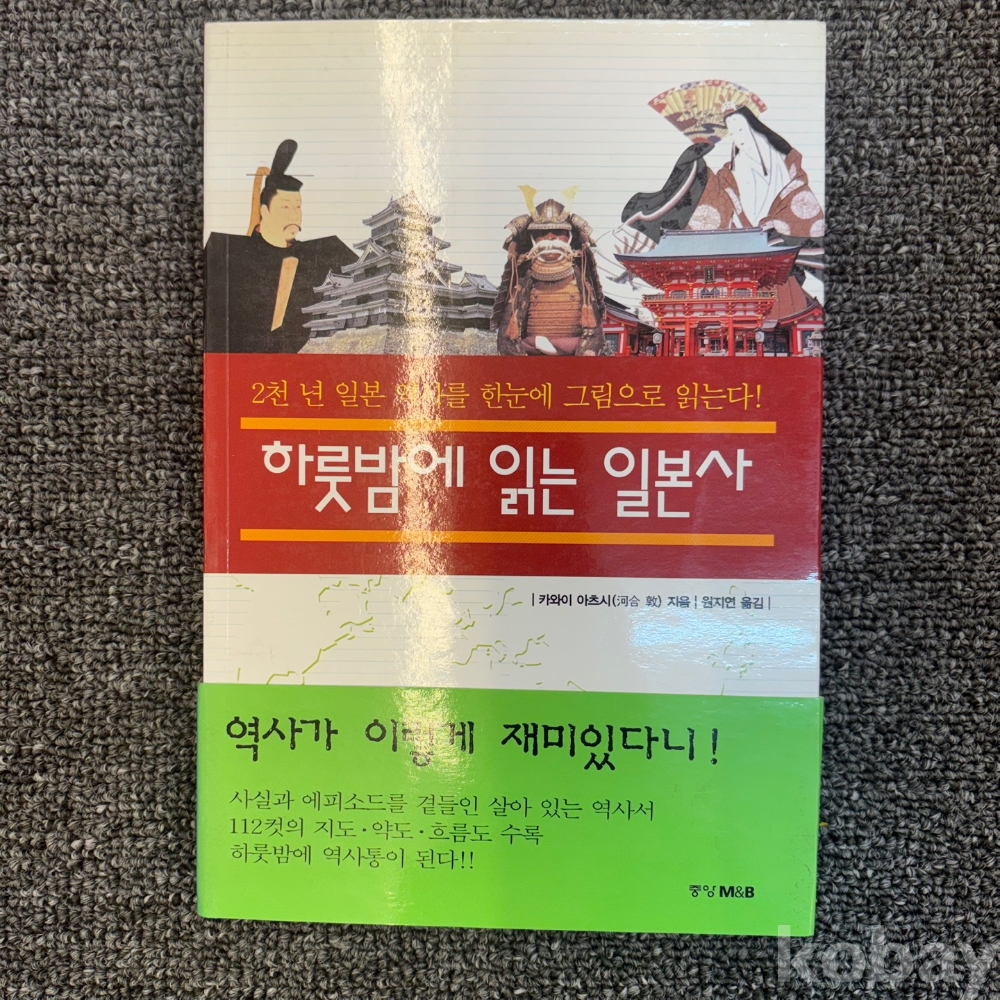 2천 년 일본 역사를 한눈에 그림으로 읽는다!
하룻밤에 읽는 일본사
| 카와이 아츠시(河合 敦) 지음 | 원지연 옮김 |
역사가 이렇게 재미있다니!
사실과 에피소드를 곁들인 살아 있는 역사서
112컷의 지도·약도·흐름도 수록
하룻밤에 역사통이 된다!!
중앙 M&B
kobay